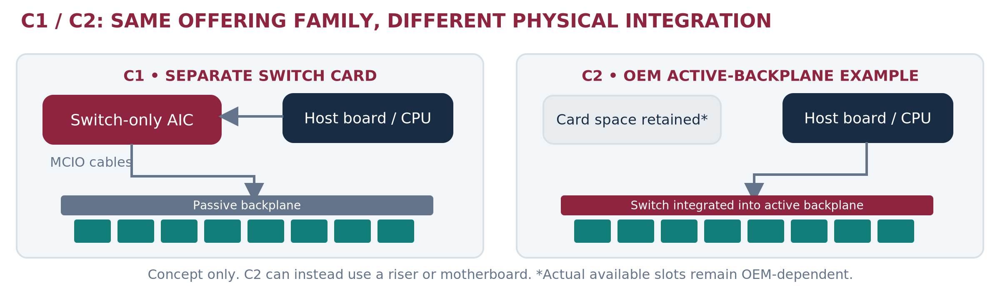 C1 / C2: SAME OFFERING FAMILY, DIFFERENT PHYSICAL INTEGRATION
C1 • SEPARATE SWITCH CARD
Switch-only AIC
Host board / CPU
MCIO cables
Passive backplane
C2 • OEM ACTIVE-BACKPLANE EXAMPLE
Card space retained*
Host board / CPU
Switch integrated into active backplane
Concept only. C2 can instead use a riser or motherboard. *Actual available slots remain OEM-dependent.